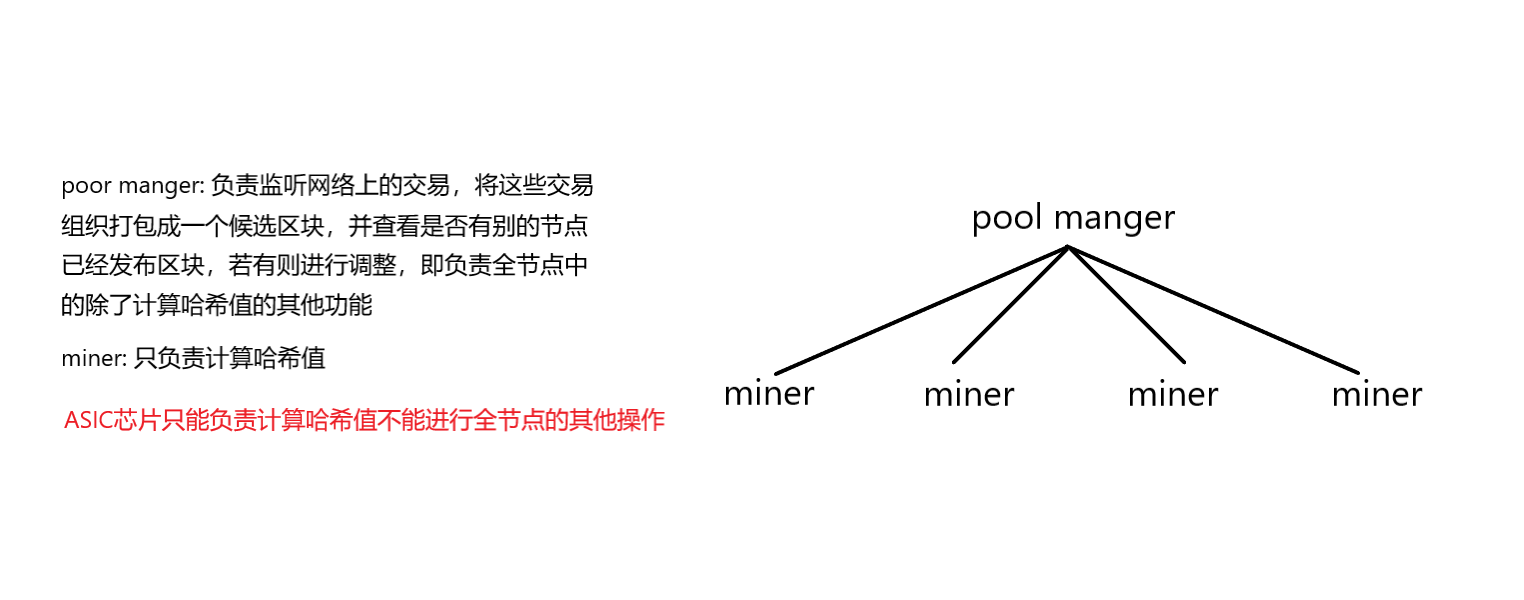 poor manger: 负责监听网络上的交易，将这些交易
组织打包成一个候选区块，并查看是否有别的节点
已经发布区块，若有则进行调整，即负责全节点中
的除了计算哈希值的其他功能
miner: 只负责计算哈希值
ASIC芯片只能负责计算哈希值不能进行全节点的其他操作
pool manger
miner
miner
miner
miner